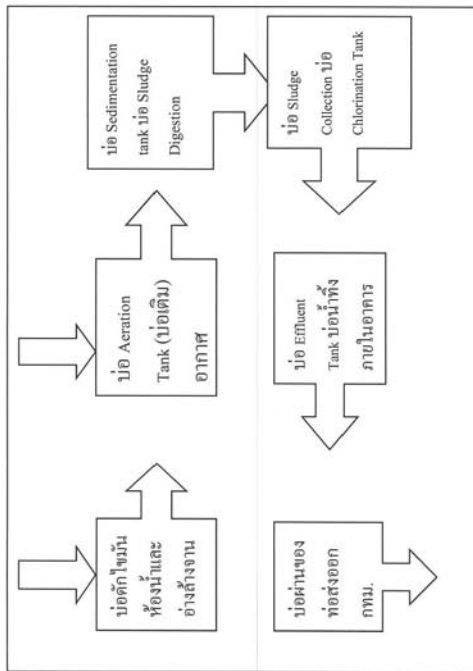 บ่อดักไขมัน
ห้องน้ำและ
อ่างล้างจาน
บ่อ Aeration
Tank (บ่อเติม)
อากาศ
บ่อ Sedimentation
tank บ่อ Sludge
Digestion
บ่อ Sludge
Collection บ่อ
Chlorination Tank
บ่อ Effluent
Tank บ่อน้ำทิ้ง
ภายในอาคาร
บ่อผ่านของ
ท่อส่งออก
กทม.